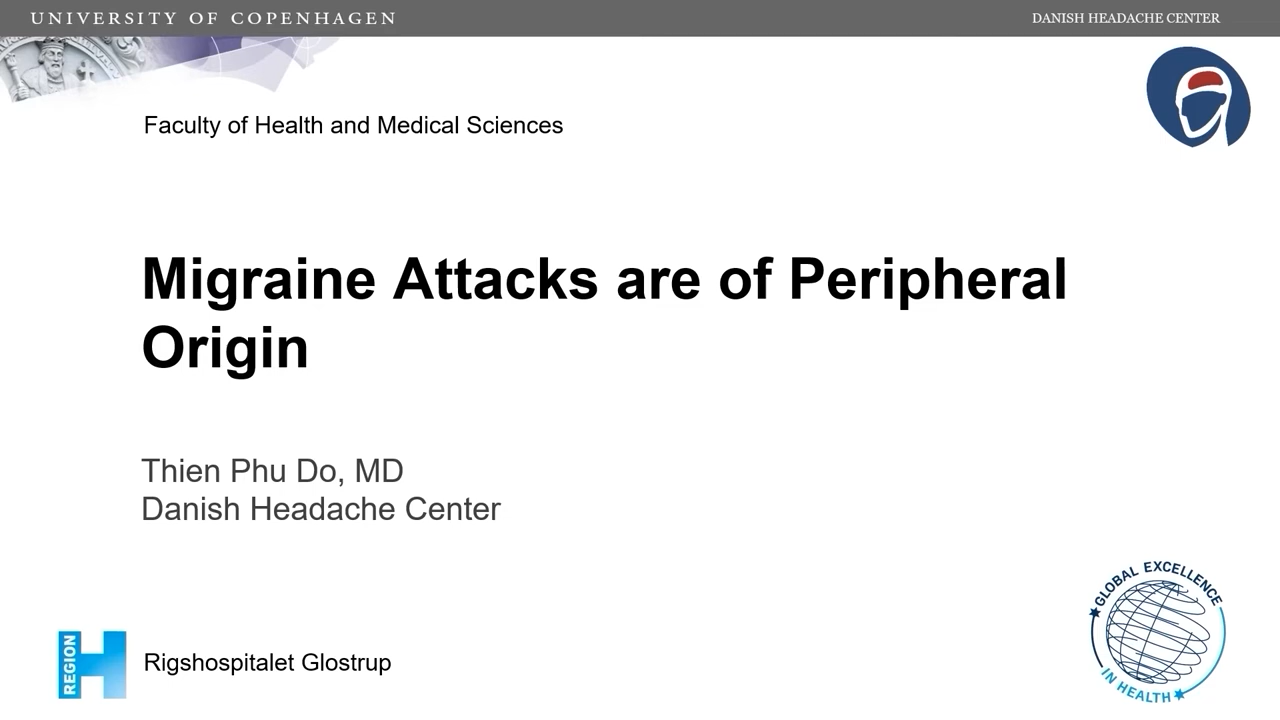 UNIVERSITY OF COPENHAGEN
DANISH HEADACHE CENTER
Faculty of Health and Medical Sciences
Migraine Attacks are of Peripheral
Origin
Thien Phu Do, MD
Danish Headache Center
GLOBAL EXCELLENCE
IN HEALTH
REGION
H
Rigshospitalet Glostrup